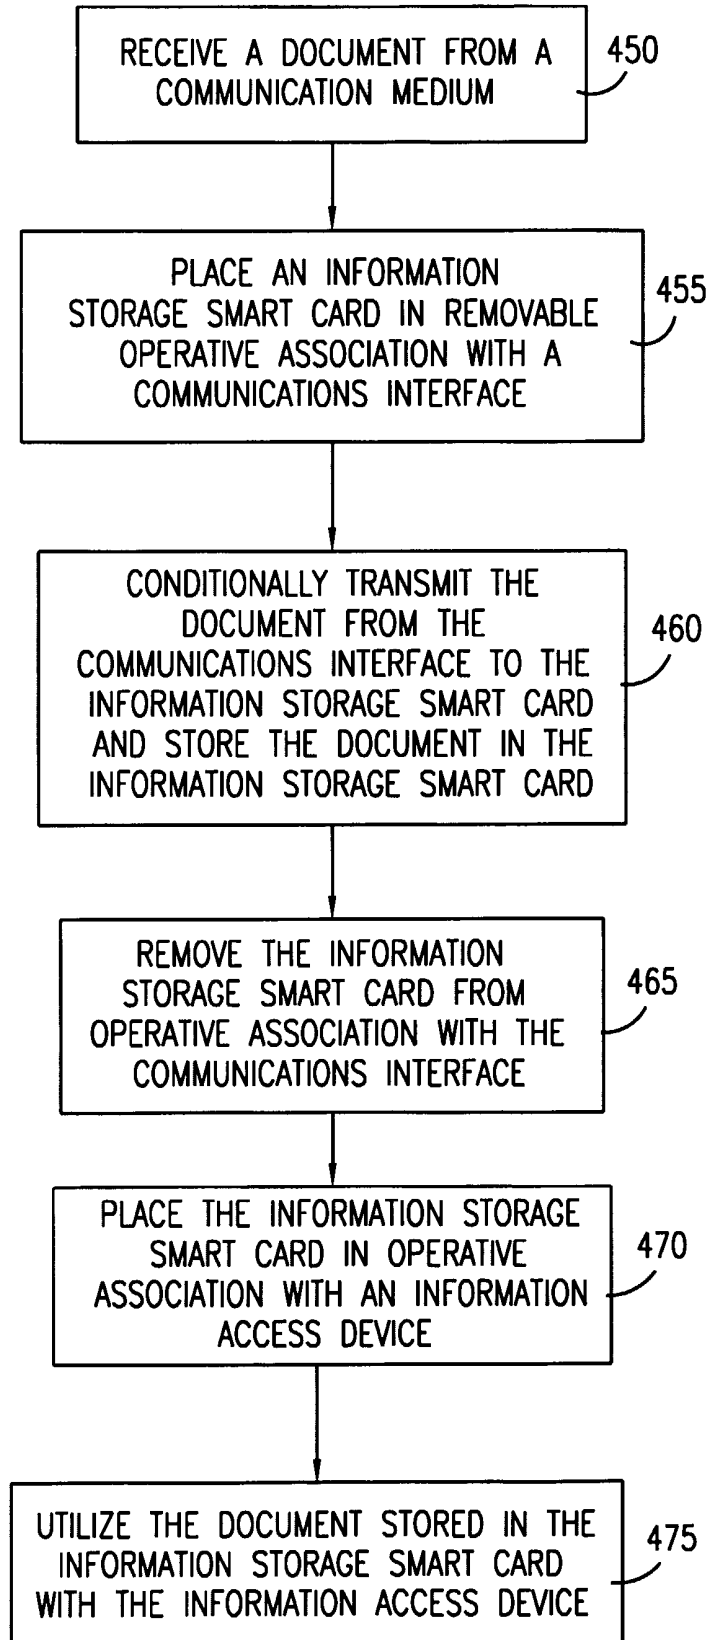 RECEIVE A DOCUMENT FROM A
COMMUNICATION MEDIUM
450
PLACE AN INFORMATION
STORAGE SMART CARD IN REMOVABLE
OPERATIVE ASSOCIATION WITH A
COMMUNICATIONS INTERFACE
455
CONDITIONALLY TRANSMIT THE
DOCUMENT FROM THE
COMMUNICATIONS INTERFACE TO THE
INFORMATION STORAGE SMART CARD
AND STORE THE DOCUMENT IN THE
INFORMATION STORAGE SMART CARD
460
REMOVE THE INFORMATION
STORAGE SMART CARD FROM
OPERATIVE ASSOCIATION WITH THE
COMMUNICATIONS INTERFACE
465
PLACE THE INFORMATION STORAGE
SMART CARD IN OPERATIVE
ASSOCIATION WITH AN INFORMATION
ACCESS DEVICE
470
UTILIZE THE DOCUMENT STORED IN THE
INFORMATION STORAGE SMART CARD
WITH THE INFORMATION ACCESS DEVICE
475